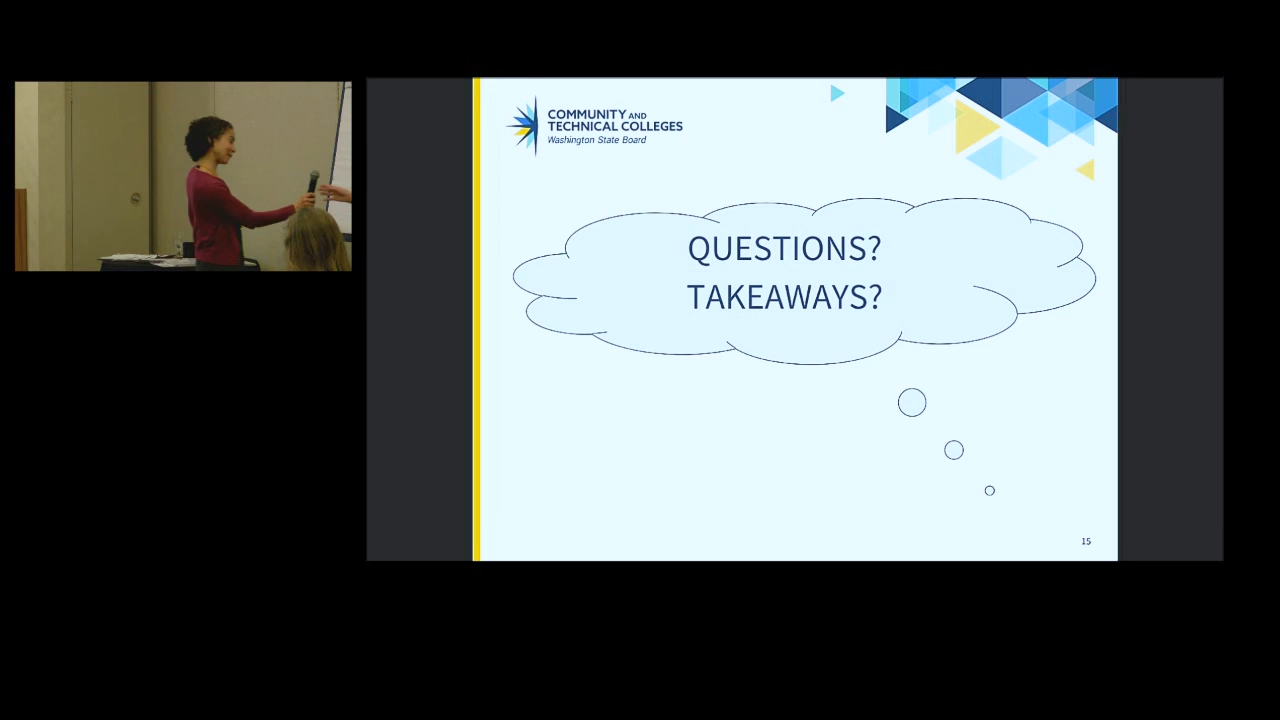 COMMUNITY AND
TECHNICAL COLLEGES
Washington State Board
QUESTIONS?
TAKEAWAYS?
15